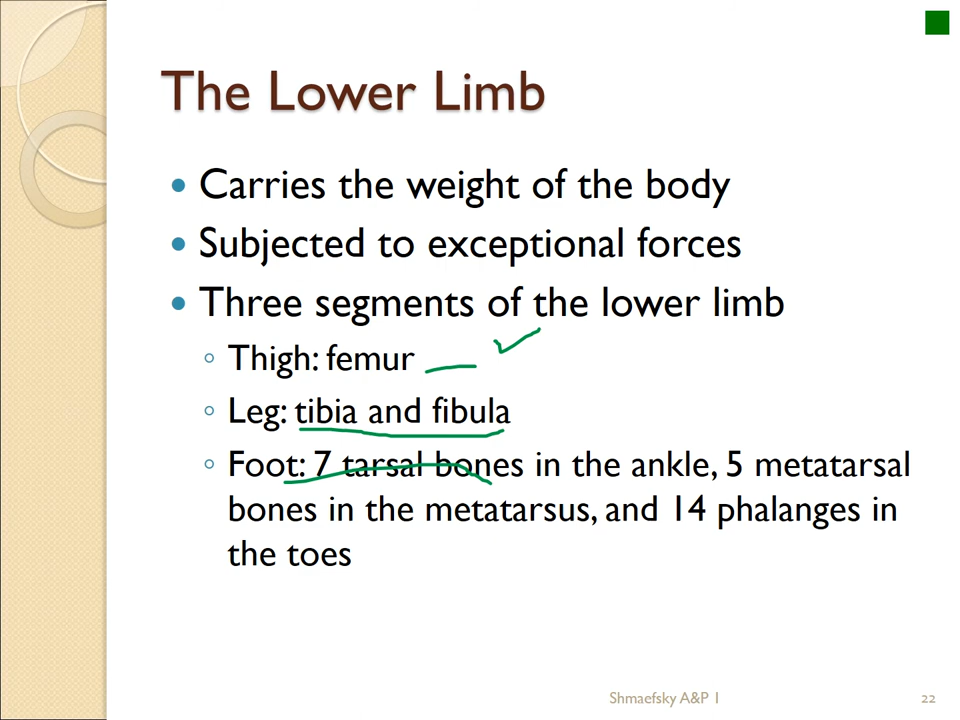 The Lower Limb
• Carries the weight of the body
• Subjected to exceptional forces
• Three segments of the lower limb
◦ Thigh: femur
◦ Leg: tibia and fibula
◦ Foot: 7 tarsal bones in the ankle, 5 metatarsal
bones in the metatarsus, and 14 phalanges in
the toes
Shmaefsky A&P 1
22